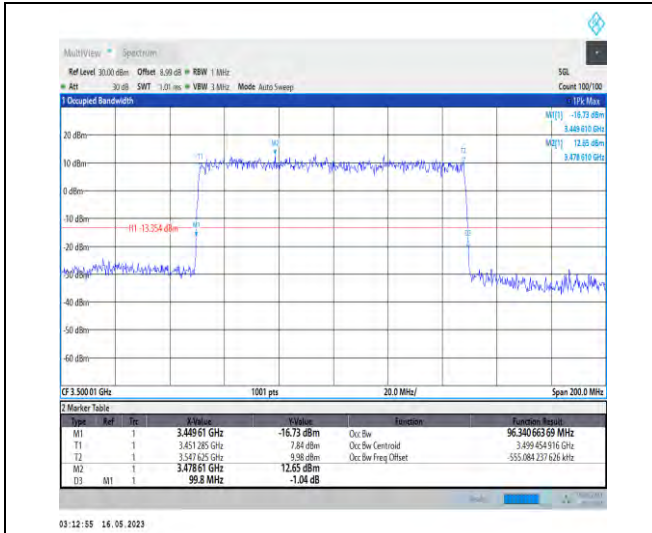 MultiView Spectrum
Ref Level 30.00 dBm Offset 8.99 dB RBW 1 MHz SGL
Att 30 dB SWT 1.01 ms VBW 3 MHz Mode Auto Sweep Count 100/100
1 Occupied Bandwidth 1Pk Max
M1[1] -16.73 dBm
3.449 610 GHz
M2[1] 12.65 dBm
3.478 610 GHz
20 dBm
M2
T1
10 dBm
0 dBm
-10 dBm
H1 -13.354 dBm
M1
-20 dBm
-30 dBm
-40 dBm
-50 dBm
-60 dBm
CF 3.500 01 GHz 1001 pts 20.0 MHz/ Span 200.0 MHz
2 Marker Table
Type Ref Trc X-Value Y-Value Function Function Result
M1 1 3.449 61 GHz -16.73 dBm Occ Bw 96.340 663 69 MHz
T1 1 3.451 285 GHz 7.84 dBm Occ Bw Centroid 3.499 454 916 GHz
T2 1 3.547 625 GHz 9.98 dBm Occ Bw Freq Offset -555.084 237 626 kHz
M2 1 3.478 61 GHz 12.65 dBm
D3 M1 1 99.8 MHz -1.04 dB
03:12:55 16.05.2023